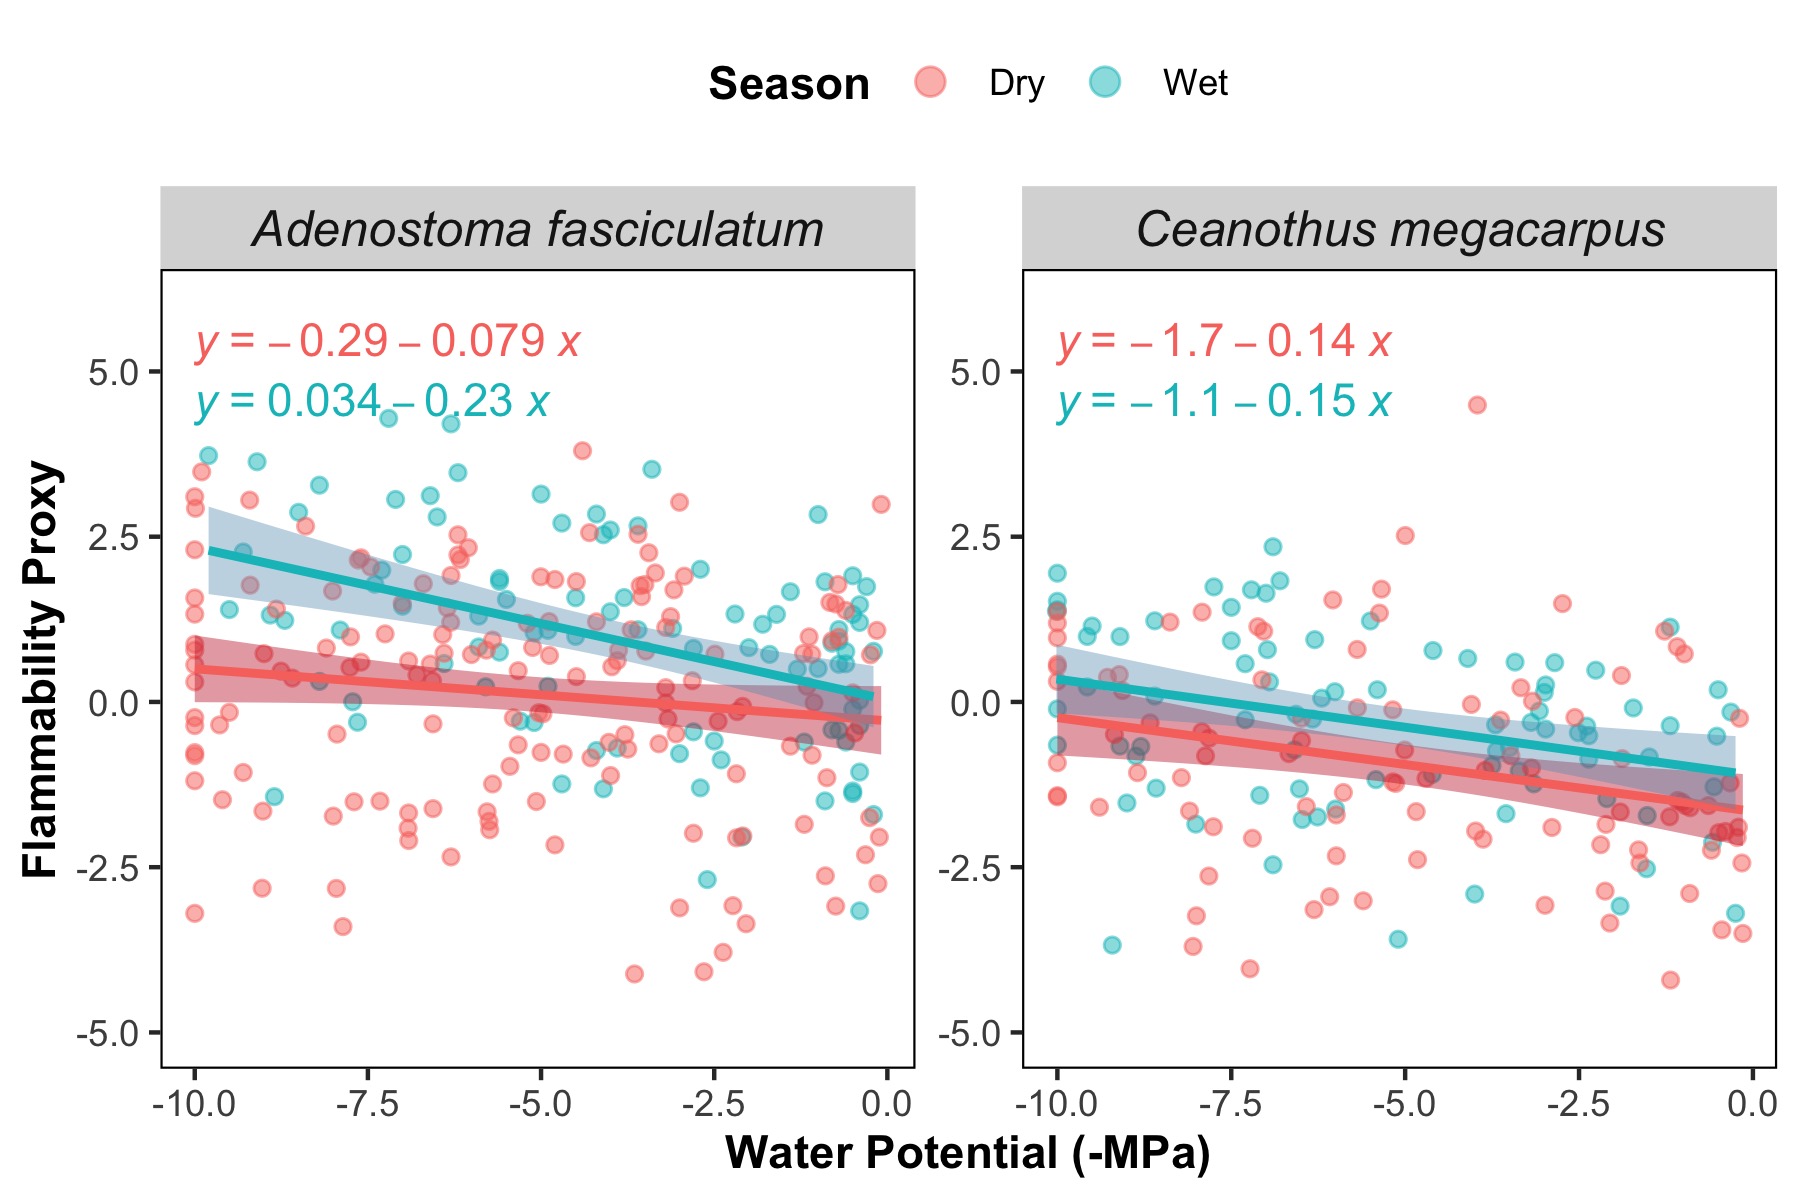 Season Dry Wet
Adenostoma fasciculatum
Ceanothus megacarpus
y = – 0.29 – 0.079 x
y = 0.034 – 0.23 x
y = – 1.7 – 0.14 x
y = – 1.1 – 0.15 x
Flammability Proxy
5.0
2.5
0.0
-2.5
-5.0
5.0
2.5
0.0
-2.5
-5.0
-10.0 -7.5 -5.0 -2.5 0.0
-10.0 -7.5 -5.0 -2.5 0.0
Water Potential (-MPa)